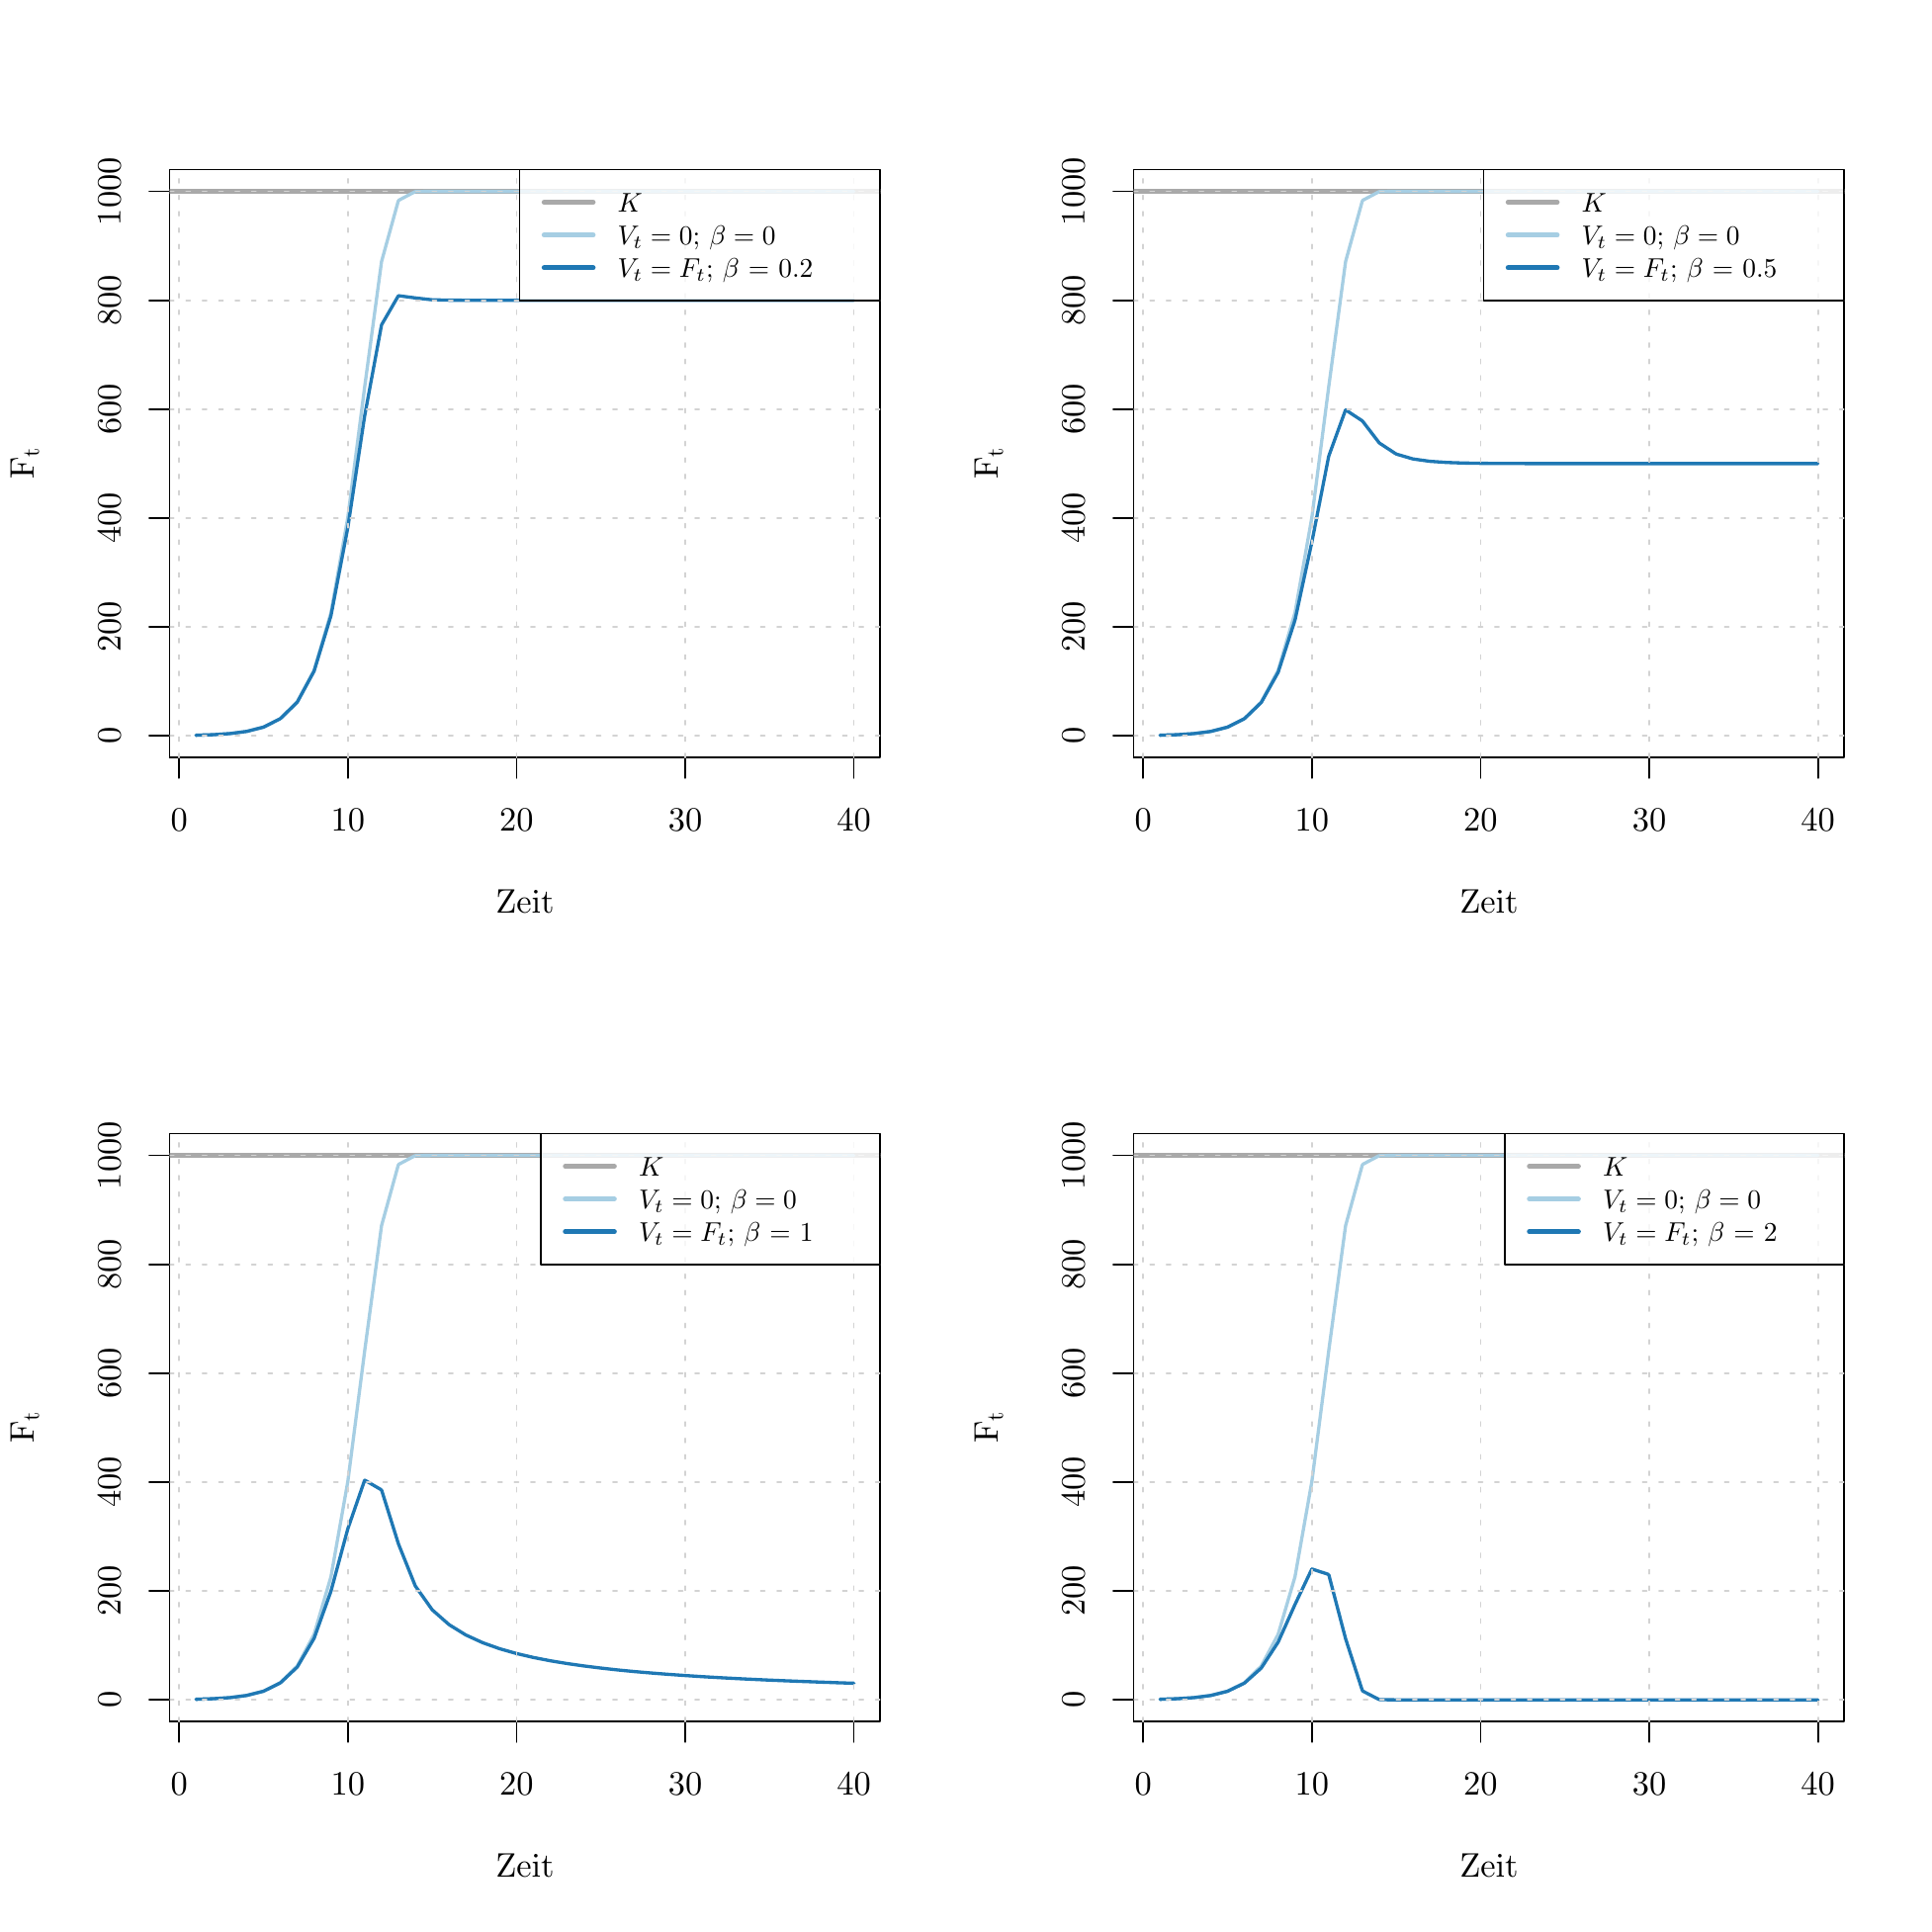 1000
800
600
400
200
0
F_t
K
V_t = 0; β = 0
V_t = F_t; β = 0.2
0 10 20 30 40
Zeit
1000
800
600
400
200
0
F_t
K
V_t = 0; β = 0
V_t = F_t; β = 0.5
0 10 20 30 40
Zeit
1000
800
600
400
200
0
F_t
K
V_t = 0; β = 0
V_t = F_t; β = 1
0 10 20 30 40
Zeit
1000
800
600
400
200
0
F_t
K
V_t = 0; β = 0
V_t = F_t; β = 2
0 10 20 30 40
Zeit